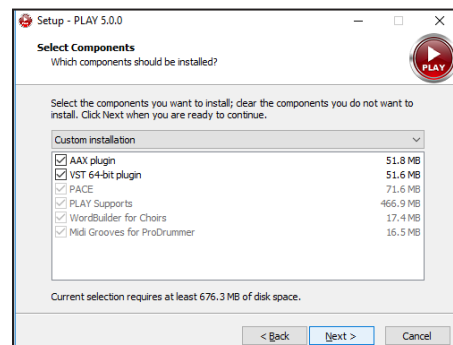 Setup - PLAY 5.0.0
Select Components
Which components should be installed?
PLAY
Select the components you want to install; clear the components you do not want to
install. Click Next when you are ready to continue.
Custom installation
AAX plugin 51.8 MB
VST 64-bit plugin 51.6 MB
PACE 71.6 MB
PLAY Supports 466.9 MB
WordBuilder for Choirs 17.4 MB
Midi Grooves for ProDrummer 16.5 MB
Current selection requires at least 676.3 MB of disk space.
< Back Next > Cancel